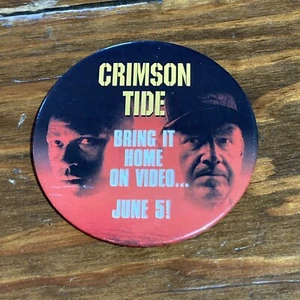 CRIMSON
TIDE
BRING IT
HOME
ON VIDEO...
JUNE 5!